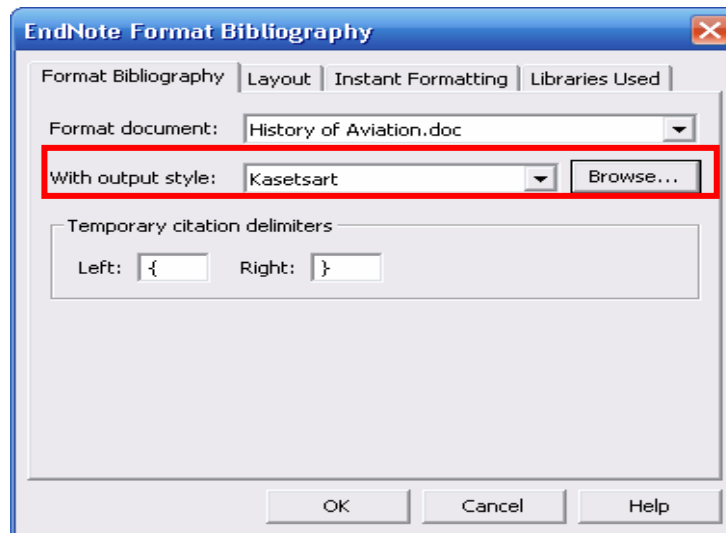 EndNote Format Bibliography
Format Bibliography Layout Instant Formatting Libraries Used
Format document: History of Aviation.doc
With output style: Kasetsart Browse...
Temporary citation delimiters
Left: { Right: }
OK Cancel Help